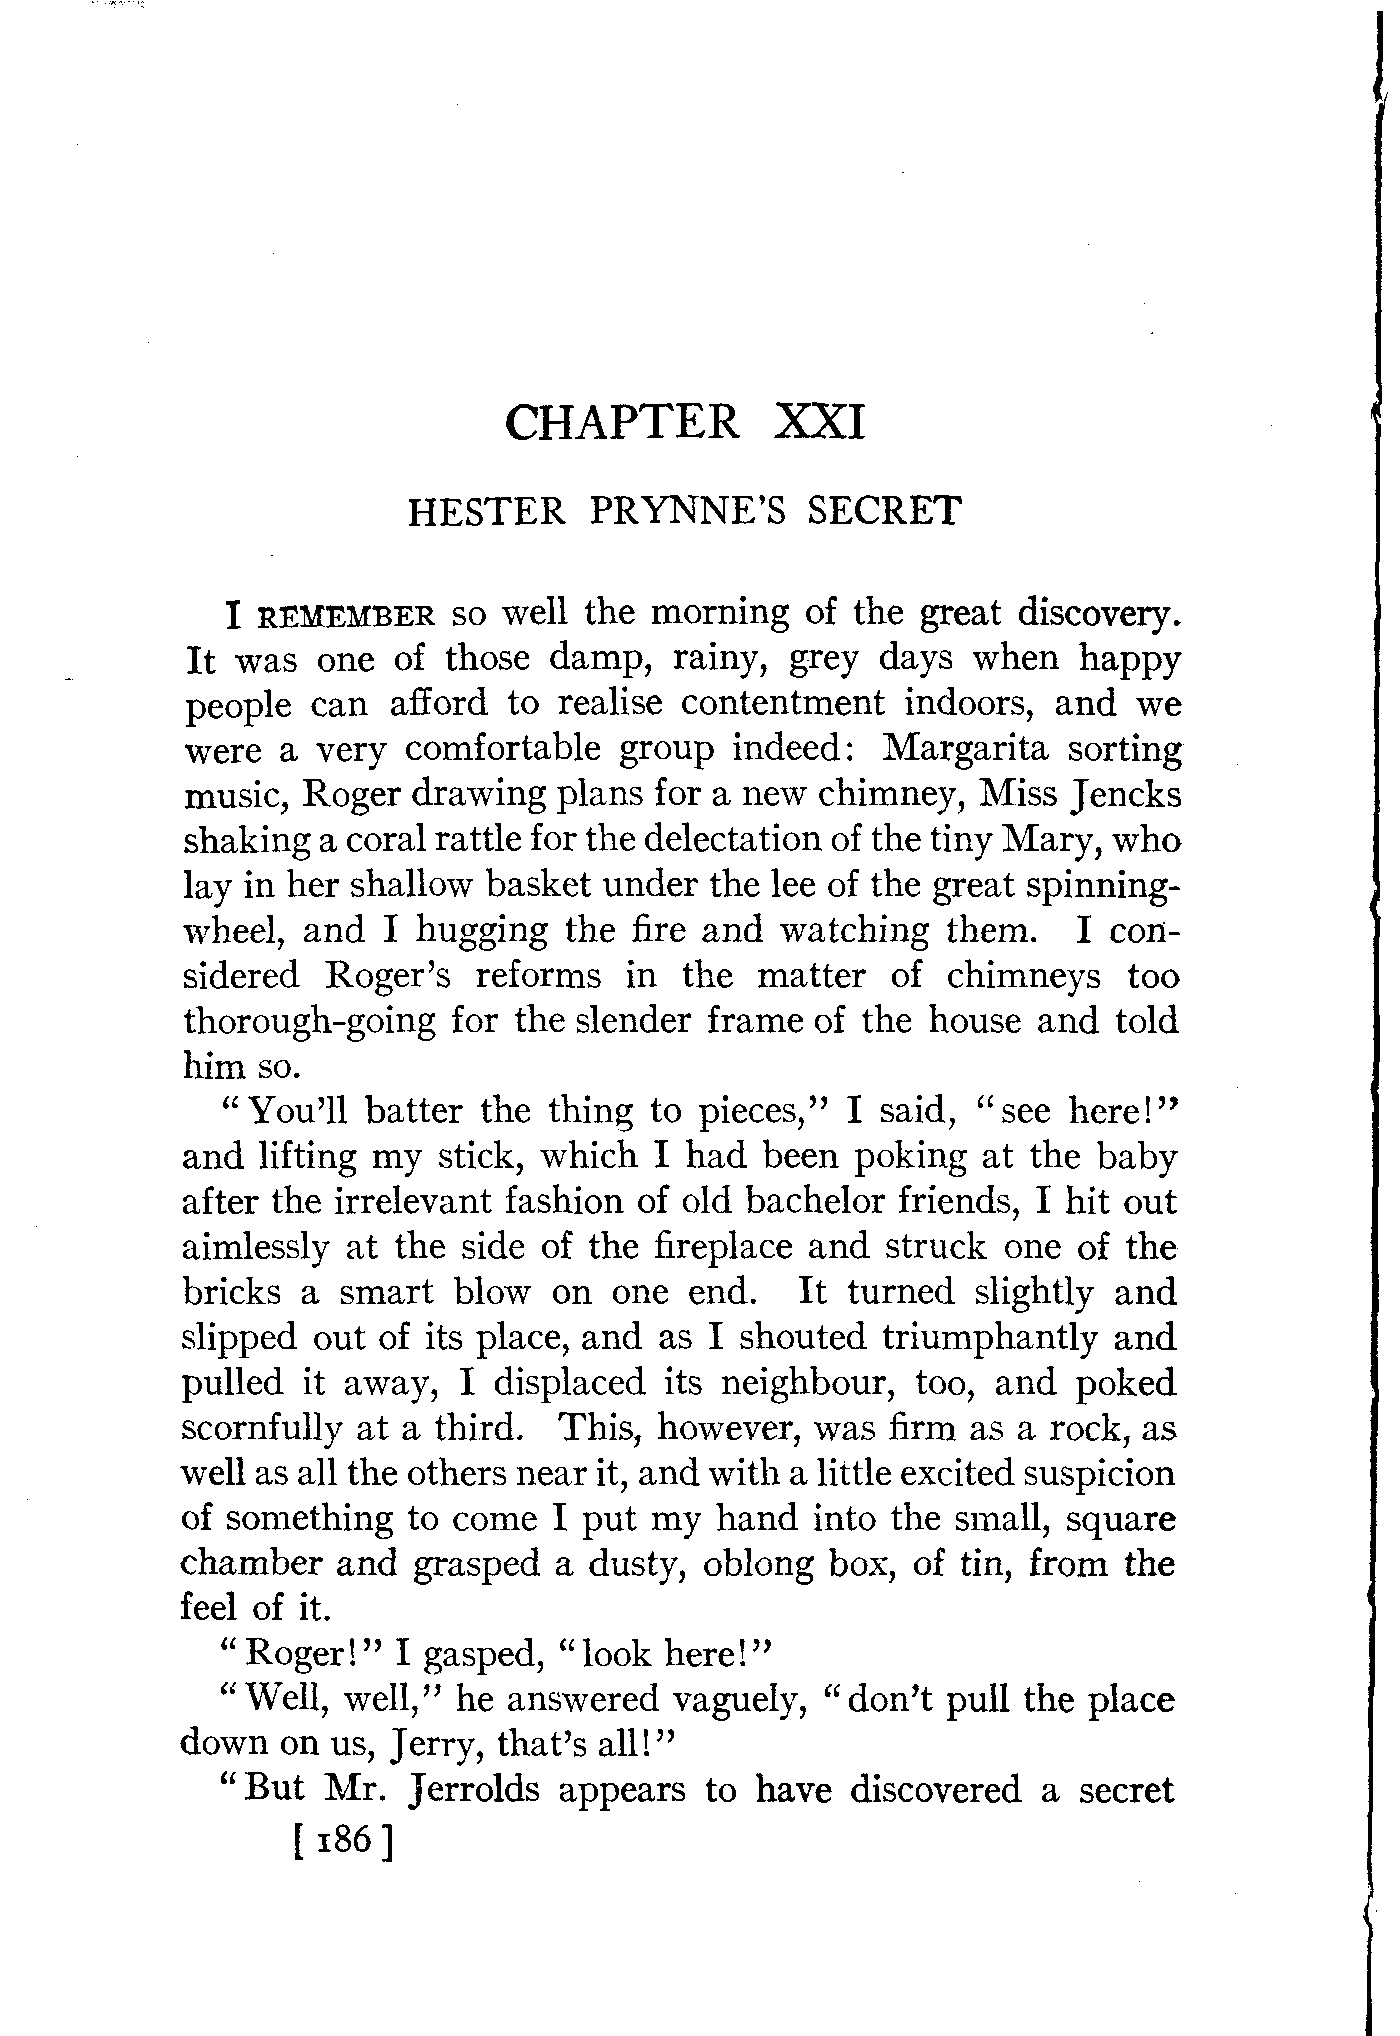 CHAPTER XXI
HESTER PRYNNE'S SECRET
I REMEMBER so well the morning of the great discovery.
It was one of those damp, rainy, grey days when happy
people can afford to realise contentment indoors, and we
were a very comfortable group indeed: Margarita sorting
music, Roger drawing plans for a new chimney, Miss Jencks
shaking a coral rattle for the delectation of the tiny Mary, who
lay in her shallow basket under the lee of the great spinning-
wheel, and I hugging the fire and watching them. I con-
sidered Roger's reforms in the matter of chimneys too
thorough-going for the slender frame of the house and told
him so.
"You'll batter the thing to pieces," I said, "see here!"
and lifting my stick, which I had been poking at the baby
after the irrelevant fashion of old bachelor friends, I hit out
aimlessly at the side of the fireplace and struck one of the
bricks a smart blow on one end. It turned slightly and
slipped out of its place, and as I shouted triumphantly and
pulled it away, I displaced its neighbour, too, and poked
scornfully at a third. This, however, was firm as a rock, as
well as all the others near it, and with a little excited suspicion
of something to come I put my hand into the small, square
chamber and grasped a dusty, oblong box, of tin, from the
feel of it.
"Roger!" I gasped, "look here!"
"Well, well," he answered vaguely, "don't pull the place
down on us, Jerry, that's all!"
"But Mr. Jerrolds appears to have discovered a secret
[ 186 ]